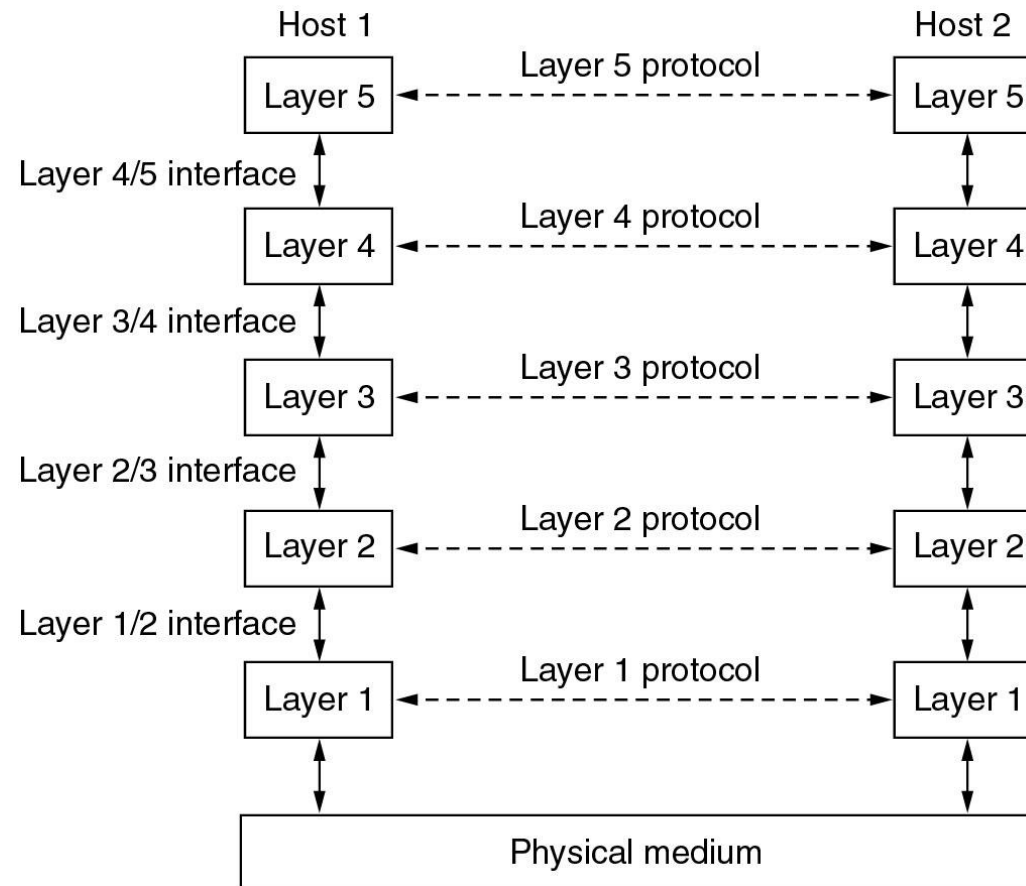 Host 1
Host 2
Layer 5 protocol
Layer 5
Layer 5
Layer 4/5 interface
Layer 4 protocol
Layer 4
Layer 4
Layer 3/4 interface
Layer 3 protocol
Layer 3
Layer 3
Layer 2/3 interface
Layer 2 protocol
Layer 2
Layer 2
Layer 1/2 interface
Layer 1 protocol
Layer 1
Layer 1
Physical medium